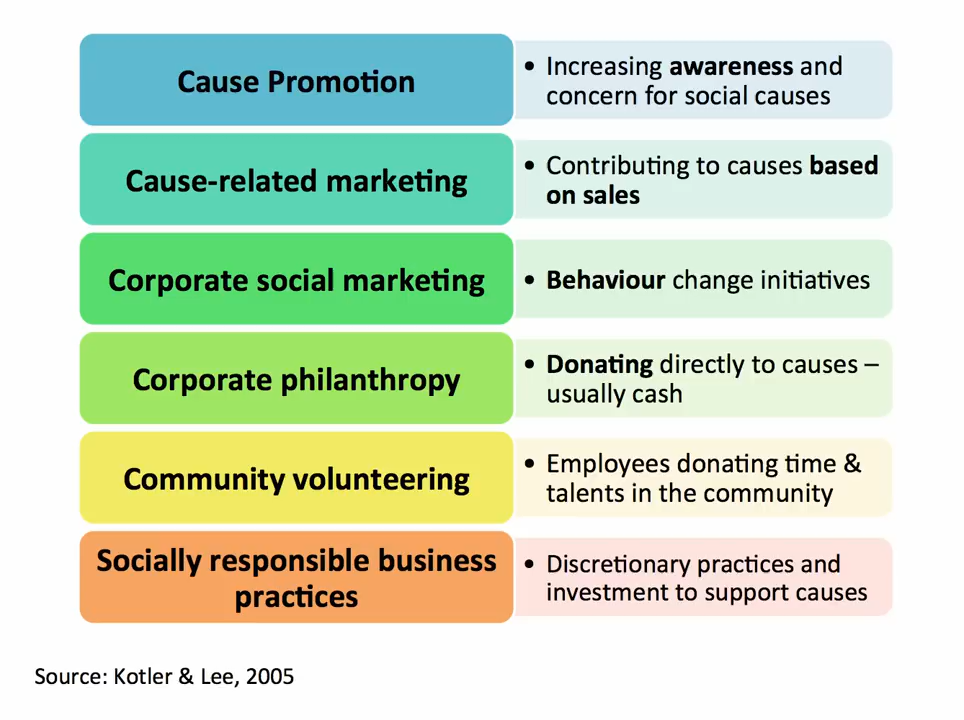 Cause Promotion
• Increasing awareness and
concern for social causes
Cause-related marketing
• Contributing to causes based
on sales
Corporate social marketing
• Behaviour change initiatives
Corporate philanthropy
• Donating directly to causes –
usually cash
Community volunteering
• Employees donating time &
talents in the community
Socially responsible business
practices
• Discretionary practices and
investment to support causes
Source: Kotler & Lee, 2005